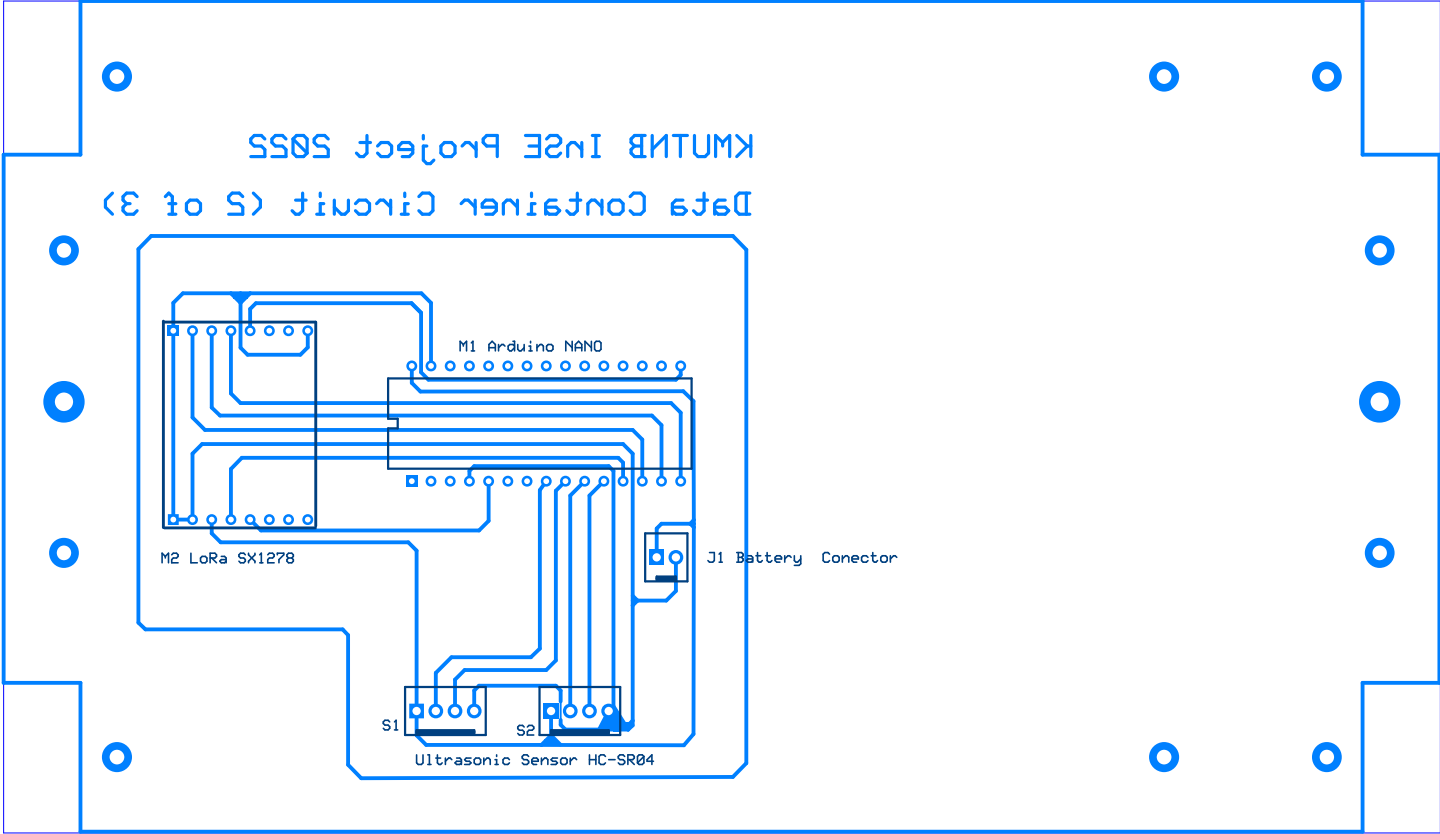 KMUTNB InSE Project 2022
Data Container Circuit (2 of 3)
M1 Arduino NANO
M2 LoRa SX1278
J1 Battery  Conector
S1
S2
Ultrasonic Sensor HC-SR04